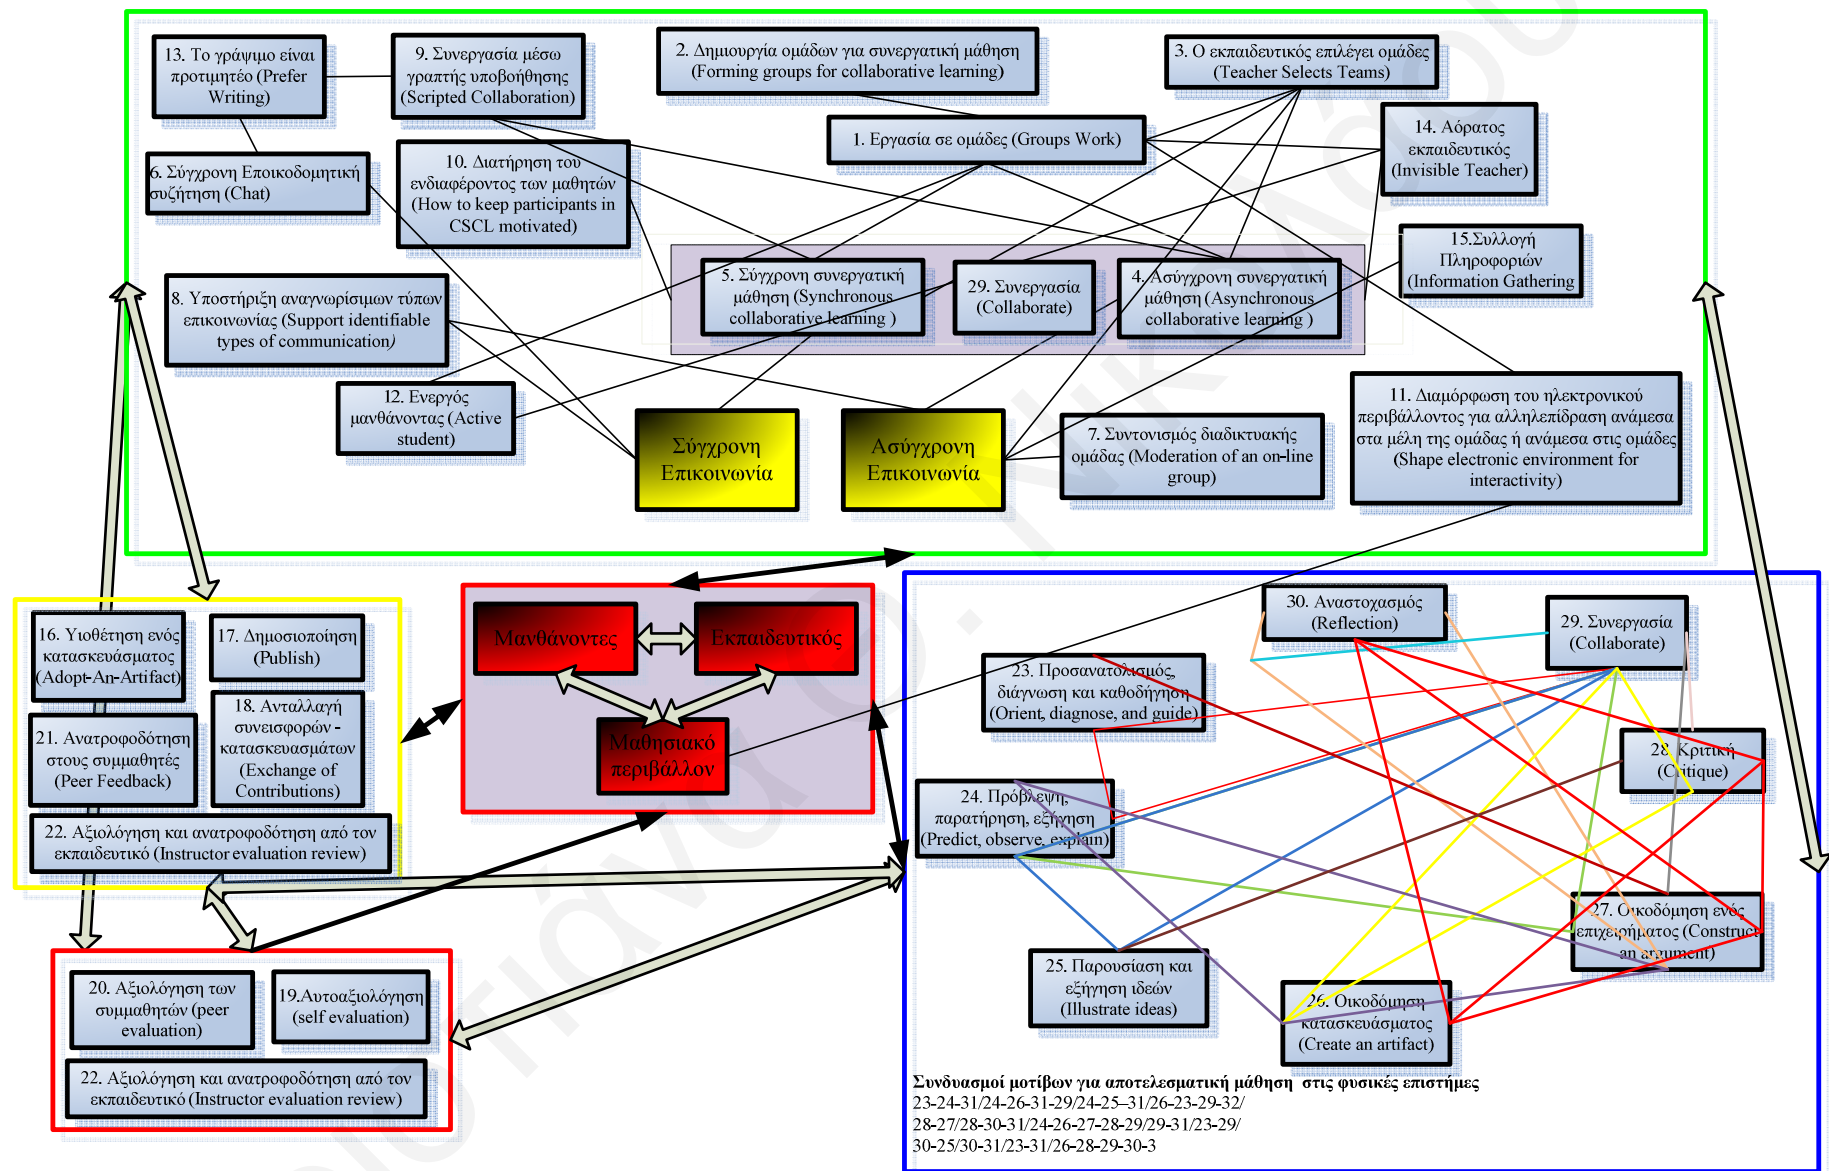 13. Το γράψιμο είναι
προτιμητέο (Prefer
Writing)
9. Συνεργασία μέσω
γραπτής υποβοήθησης
(Scripted Collaboration)
2. Δημιουργία ομάδων για συνεργατική μάθηση
(Forming groups for collaborative learning)
3. Ο εκπαιδευτικός επιλέγει ομάδες
(Teacher Selects Teams)
1. Εργασία σε ομάδες (Groups Work)
14. Αόρατος
εκπαιδευτικός
(Invisible Teacher)
6. Σύγχρονη Εποικοδομητική
συζήτηση (Chat)
10. Διατήρηση του
ενδιαφέροντος των μαθητών
(How to keep participants in
CSCL motivated)
15.Συλλογή
Πληροφοριών
(Information Gathering
8. Υποστήριξη αναγνωρίσιμων τύπων
επικοινωνίας (Support identifiable
types of communication)
5. Σύγχρονη συνεργατική
μάθηση (Synchronous
collaborative learning )
29. Συνεργασία
(Collaborate)
4. Ασύγχρονη συνεργατική
μάθηση (Asynchronous
collaborative learning )
12. Ενεργός
μανθάνοντας (Active
student)
Σύγχρονη
Επικοινωνία
Ασύγχρονη
Επικοινωνία
7. Συντονισμός διαδικτυακής
ομάδας (Moderation of an on-line
group)
11. Διαμόρφωση του ηλεκτρονικού
περιβάλλοντος για αλληλεπίδραση ανάμεσα
στα μέλη της ομάδας ή ανάμεσα στις ομάδες
(Shape electronic environment for
interactivity)
16. Υιοθέτηση ενός
κατασκευάσματος
(Adopt-An-Artifact)
17. Δημοσιοποίηση
(Publish)
21. Ανατροφοδότηση
στους συμμαθητές
(Peer Feedback)
18. Ανταλλαγή
συνεισφορών -
κατασκευασμάτων
(Exchange of
Contributions)
22. Αξιολόγηση και ανατροφοδότηση από τον
εκπαιδευτικό (Instructor evaluation review)
Μανθάνοντες
Εκπαιδευτικός
Μαθησιακό
περιβάλλον
20. Αξιολόγηση των
συμμαθητών (peer
evaluation)
19.Αυτοαξιολόγηση
(self evaluation)
22. Αξιολόγηση και ανατροφοδότηση από τον
εκπαιδευτικό (Instructor evaluation review)
30. Αναστοχασμός
(Reflection)
29. Συνεργασία
(Collaborate)
23. Προσανατολισμός,
διάγνωση και καθοδήγηση
(Orient, diagnose, and guide)
28. Κριτική
(Critique)
24. Πρόβλεψη,
παρατήρηση, εξήγηση
(Predict, observe, explain)
27. Οικοδόμηση ενός
επιχειρήματος (Construct
an argument)
25. Παρουσίαση και
εξήγηση ιδεών
(Illustrate ideas)
26. Οικοδόμηση
κατασκευάσματος
(Create an artifact)
Συνδυασμοί μοτίβων για αποτελεσματική μάθηση στις φυσικές επιστήμες
23-24-31/24-26-31-29/24-25–31/26-23-29-32/
28-27/28-30-31/24-26-27-28-29/29-31/23-29/
30-25/30-31/23-31/26-28-29-30-3